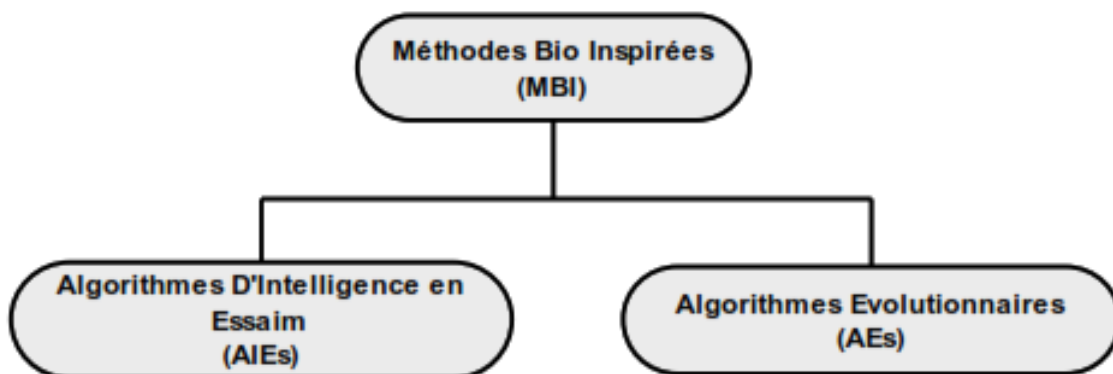 Méthodes Bio Inspirées
(MBI)
Algorithmes D'Intelligence en
Essaim
(AIEs)
Algorithmes Evolutionnaires
(AEs)